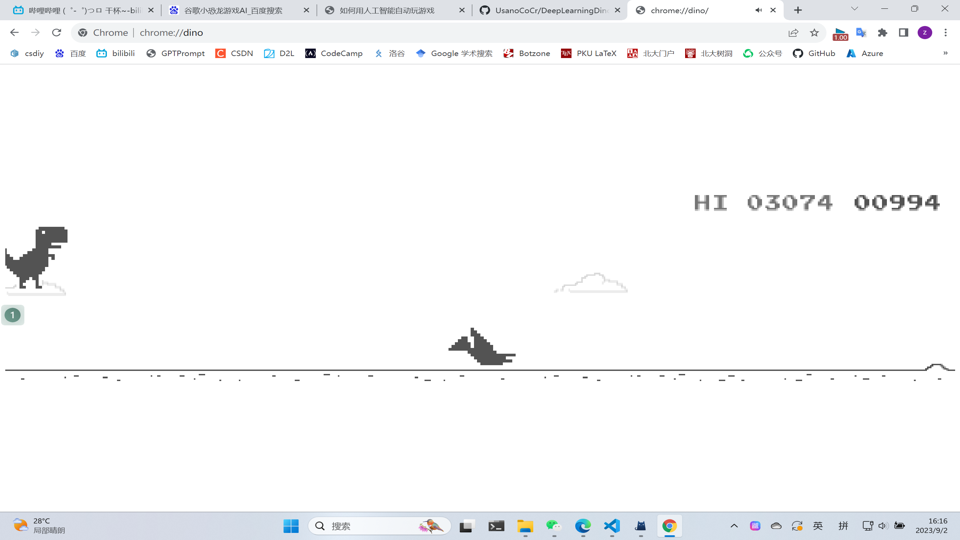 哔哩哔哩 (゜-゜)つロ 干杯~-bili
谷歌小恐龙游戏AI_百度搜索
如何用人工智能自动玩游戏
UsanoCoCr/DeepLearningDin
chrome://dino/
Chrome | chrome://dino
1.00
z
csdiy
百度
bilibili
GPTPrompt
CSDN
D2L
CodeCamp
洛谷
Google 学术搜索
Botzone
PKU LaTeX
北大门户
北大树洞
公众号
GitHub
Azure
»
HI 03074 00994
1
28°C
局部晴朗
搜索
英
拼
16:16
2023/9/2